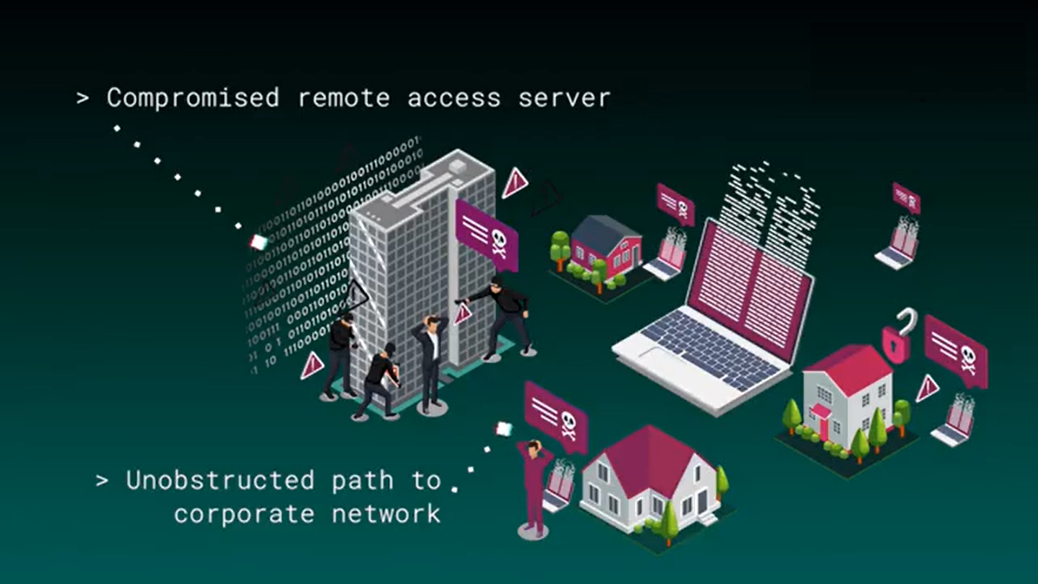 > Compromised remote access server
> Unobstructed path to
corporate network